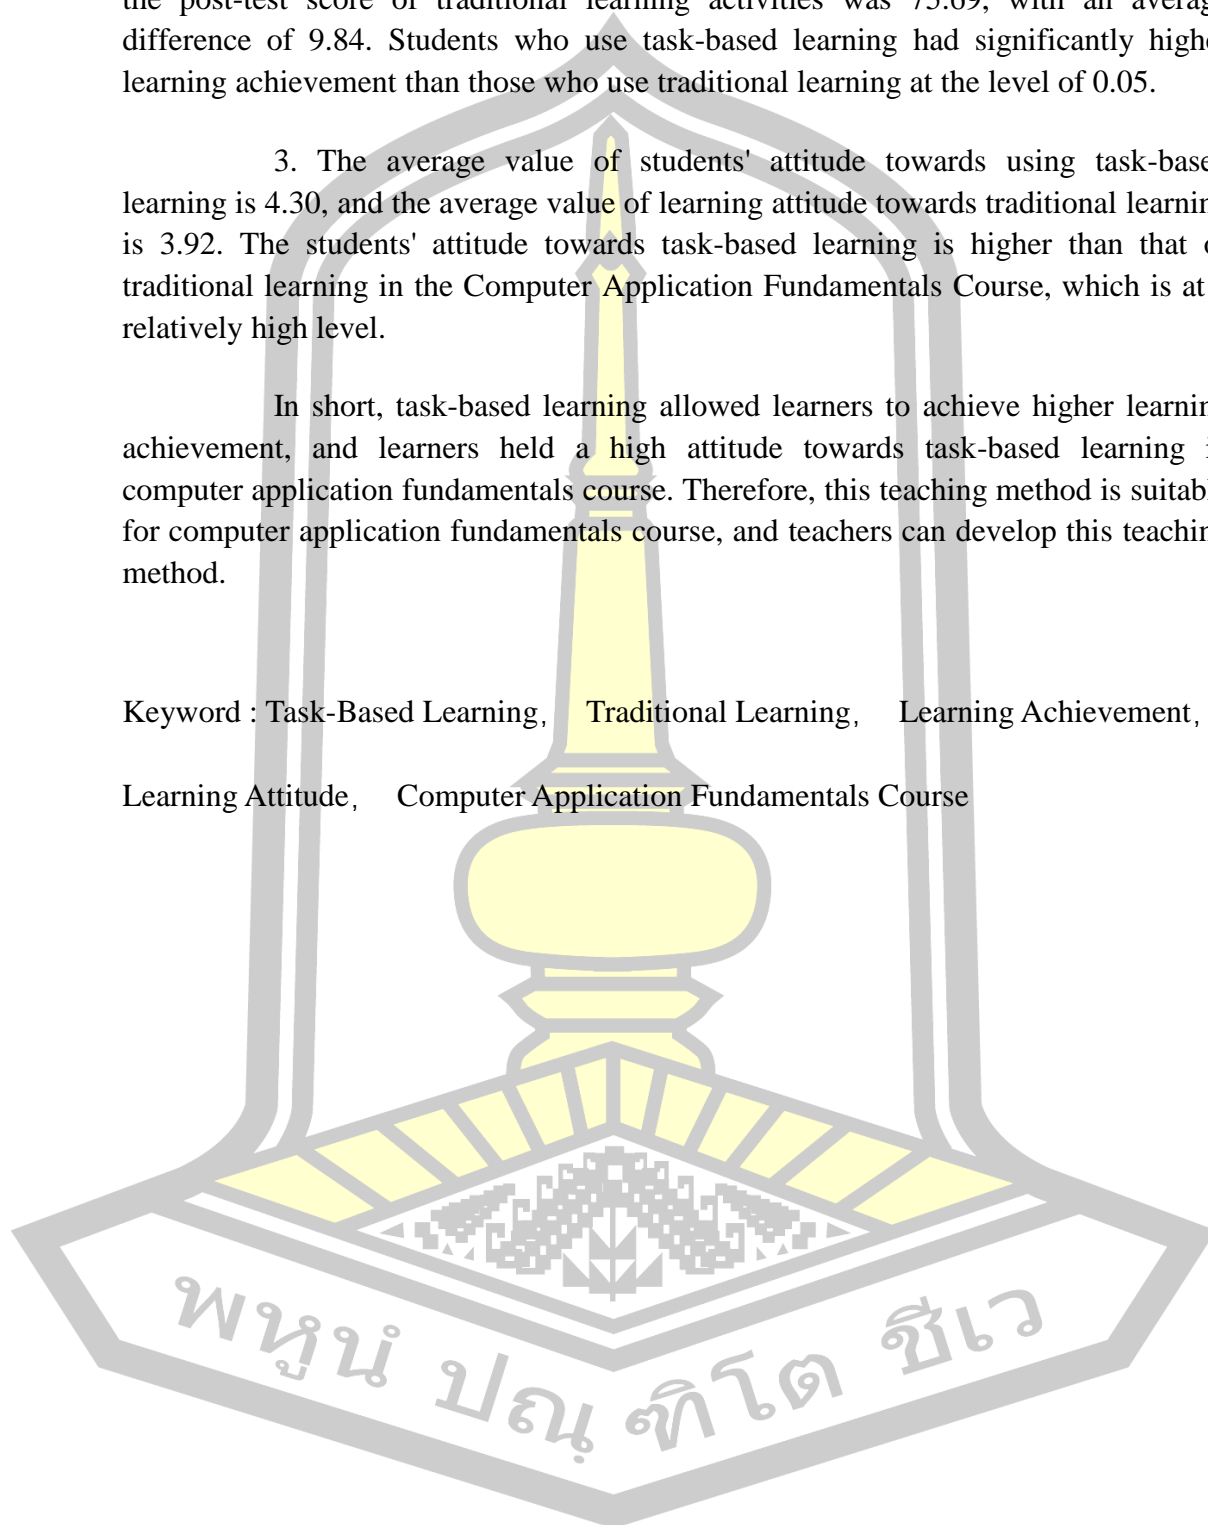 the post-test score of traditional learning activities was 75.69, with an averag
difference of 9.84. Students who use task-based learning had significantly highe
learning achievement than those who use traditional learning at the level of 0.05.
3. The average value of students' attitude towards using task-base
learning is 4.30, and the average value of learning attitude towards traditional learnin
is 3.92. The students' attitude towards task-based learning is higher than that o
traditional learning in the Computer Application Fundamentals Course, which is at
relatively high level.
In short, task-based learning allowed learners to achieve higher learnin
achievement, and learners held a high attitude towards task-based learning i
computer application fundamentals course. Therefore, this teaching method is suitabl
for computer application fundamentals course, and teachers can develop this teachin
method.
Keyword : Task-Based Learning， Traditional Learning， Learning Achievement，
Learning Attitude， Computer Application Fundamentals Course
พหูนํ ปณฺ ฑิโต ชีเว